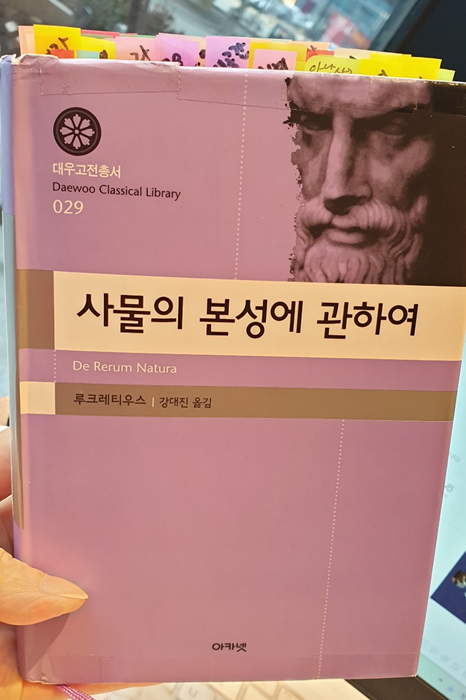 대우고전총서
Daewoo Classical Library
029
사물의 본성에 관하여
De Rerum Natura
루크레티우스 | 강대진 옮김
아카넷